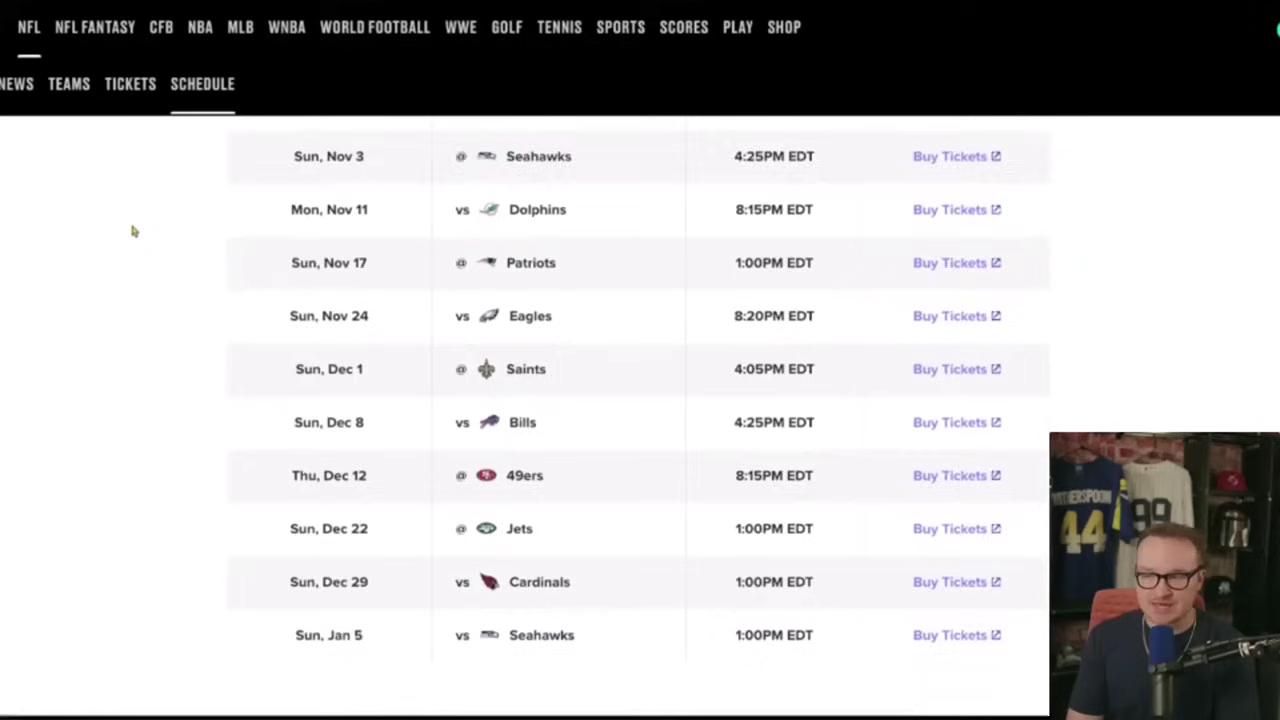 NFL NFL FANTASY CFB NBA MLB WNBA WORLD FOOTBALL WWE GOLF TENNIS SPORTS SCORES PLAY SHOP
NEWS TEAMS TICKETS SCHEDULE
Sun, Nov 3 @ Seahawks 4:25PM EDT Buy Tickets
Mon, Nov 11 vs Dolphins 8:15PM EDT Buy Tickets
Sun, Nov 17 @ Patriots 1:00PM EDT Buy Tickets
Sun, Nov 24 vs Eagles 8:20PM EDT Buy Tickets
Sun, Dec 1 @ Saints 4:05PM EDT Buy Tickets
Sun, Dec 8 vs Bills 4:25PM EDT Buy Tickets
Thu, Dec 12 @ 49ers 8:15PM EDT Buy Tickets
Sun, Dec 22 @ Jets 1:00PM EDT Buy Tickets
Sun, Dec 29 vs Cardinals 1:00PM EDT Buy Tickets
Sun, Jan 5 vs Seahawks 1:00PM EDT Buy Tickets
WITHERSPOON
44
99